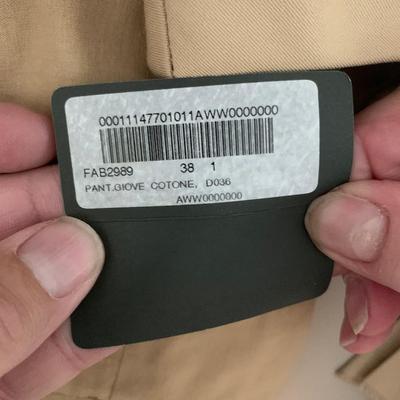 00011147701011AWW0000000
FAB2989 38 1
PANT.GIOVE COTONE, D036
AWW0000000